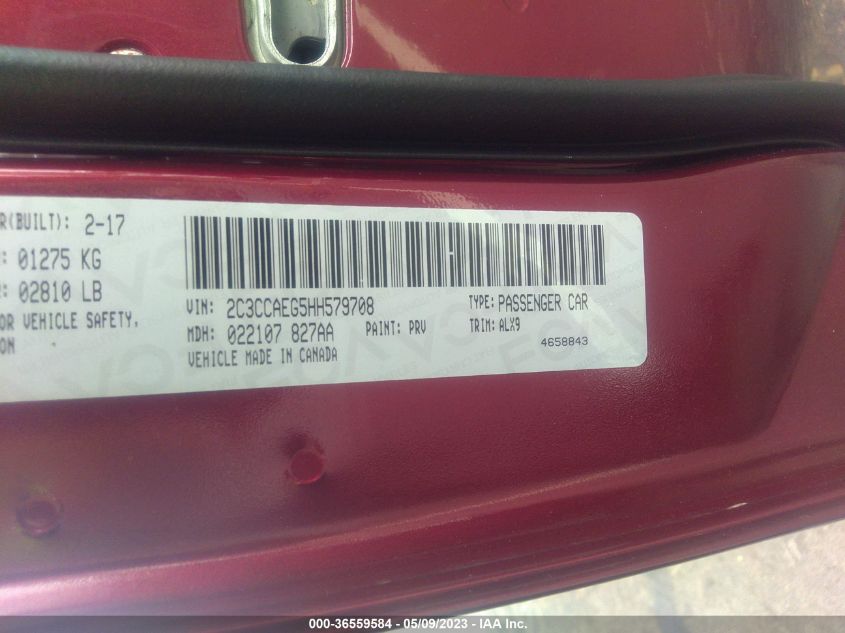 R(BUILT): 2-17
: 01275 KG
: 02810 LB
OR VEHICLE SAFETY,
ON
VIN: 2C3CCAEG5HH579708 TYPE: PASSENGER CAR
MDH: 022107 827AA PAINT: PRV TRIM: ALX9
VEHICLE MADE IN CANADA 4658843
000-36559584 - 05/09/2023 - IAA Inc.